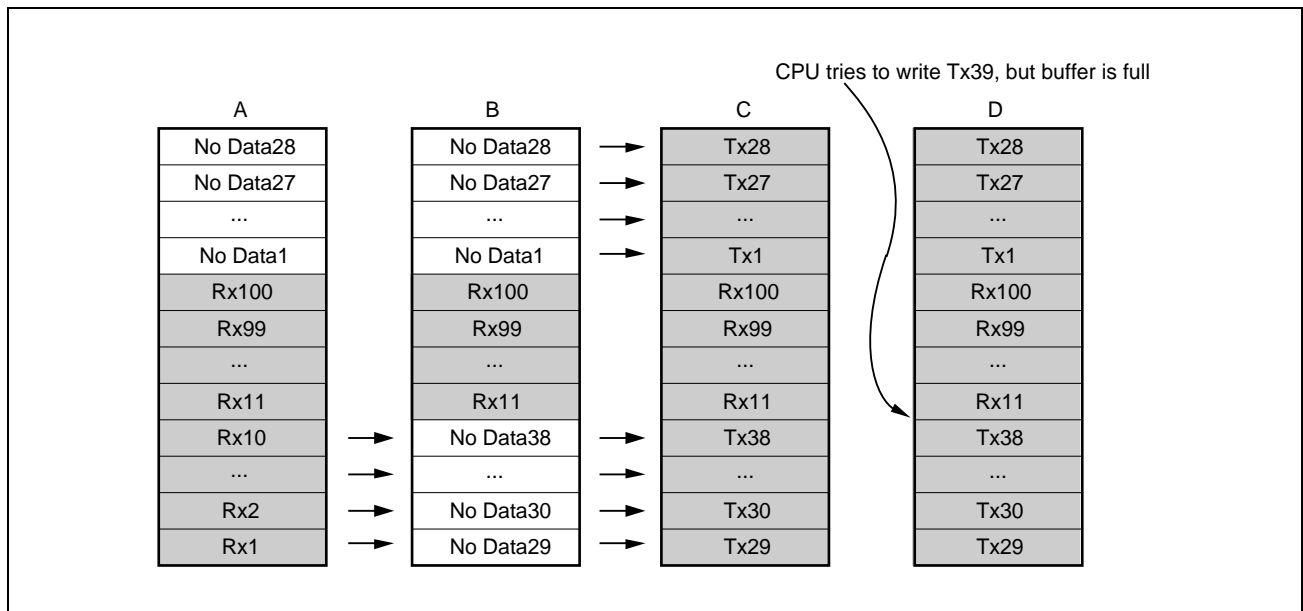 CPU tries to write Tx39, but buffer is full
A B C D
No Data28 No Data28 Tx28 Tx28
No Data27 No Data27 Tx27 Tx27
... ... ... ...
No Data1 No Data1 Tx1 Tx1
Rx100 Rx100 Rx100 Rx100
Rx99 Rx99 Rx99 Rx99
... ... ... ...
Rx11 Rx11 Rx11 Rx11
Rx10 No Data38 Tx38 Tx38
... ... ... ...
Rx2 No Data30 Tx30 Tx30
Rx1 No Data29 Tx29 Tx29